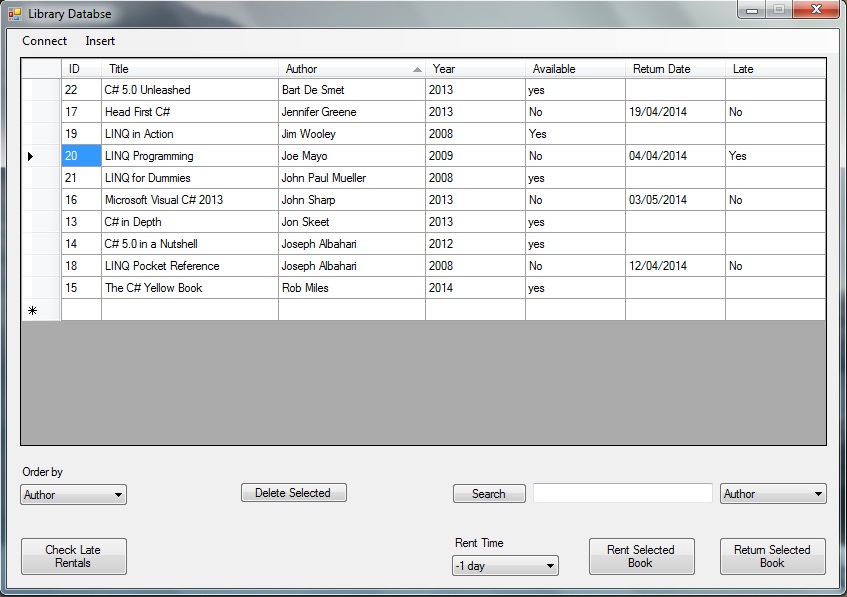 Library Databse
Connect Insert
ID Title Author Year Available Return Date Late
22 C# 5.0 Unleashed Bart De Smet 2013 yes
17 Head First C# Jennifer Greene 2013 No 19/04/2014 No
19 LINQ in Action Jim Wooley 2008 Yes
20 LINQ Programming Joe Mayo 2009 No 04/04/2014 Yes
21 LINQ for Dummies John Paul Mueller 2008 yes
16 Microsoft Visual C# 2013 John Sharp 2013 No 03/05/2014 No
13 C# in Depth Jon Skeet 2013 yes
14 C# 5.0 in a Nutshell Joseph Albahari 2012 yes
18 LINQ Pocket Reference Joseph Albahari 2008 No 12/04/2014 No
15 The C# Yellow Book Rob Miles 2014 yes
Order by
Author Delete Selected Search Author
Rent Time
Check Late Rentals
-1 day
Rent Selected Book
Return Selected Book